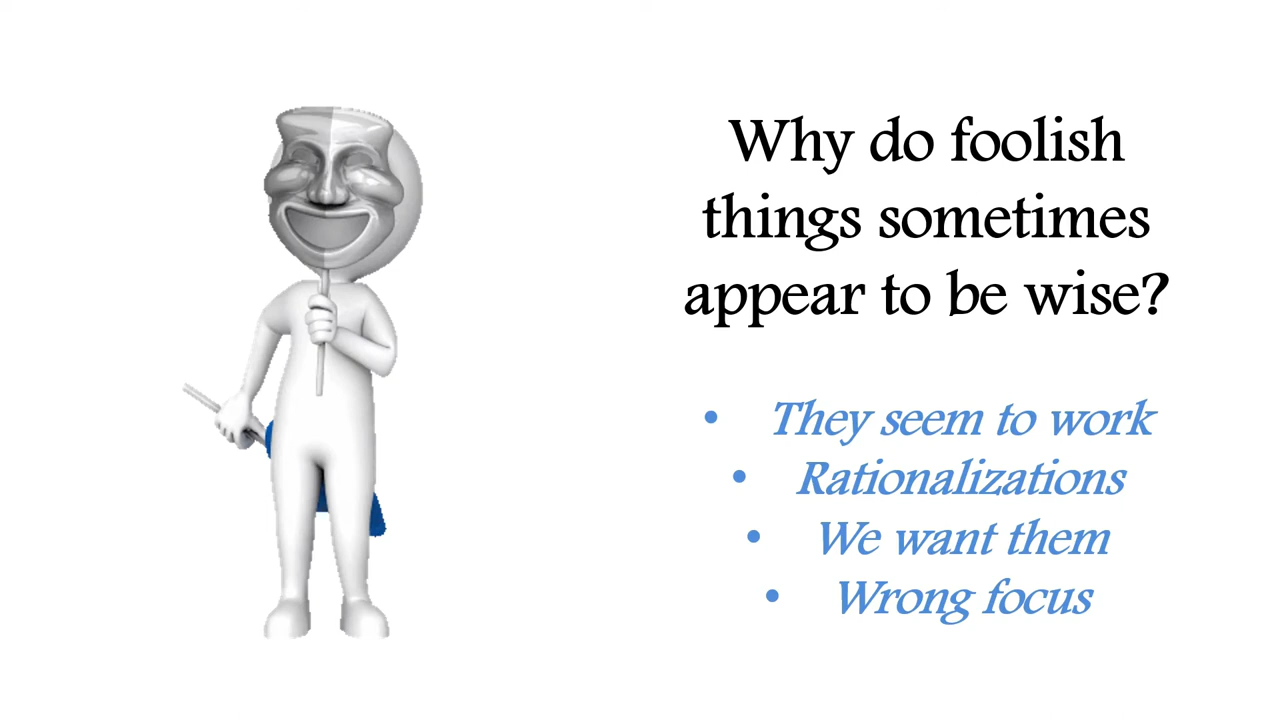 Why do foolish
things sometimes
appear to be wise?
• They seem to work
• Rationalizations
• We want them
• Wrong focus